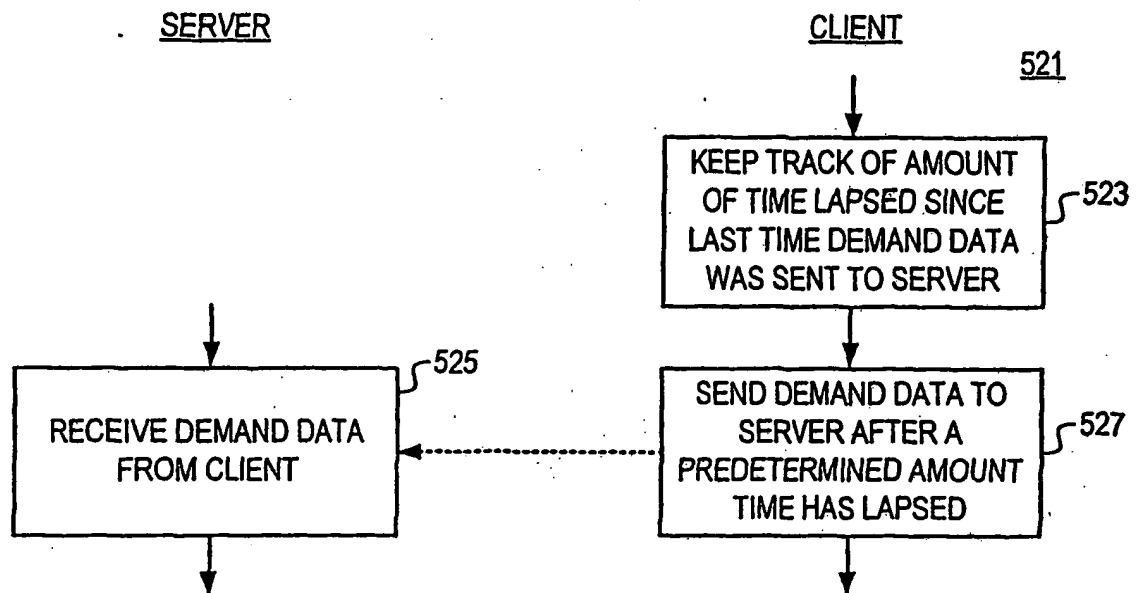 SERVER
CLIENT
521
KEEP TRACK OF AMOUNT
OF TIME LAPSED SINCE
LAST TIME DEMAND DATA
WAS SENT TO SERVER
523
RECEIVE DEMAND DATA
FROM CLIENT
525
SEND DEMAND DATA TO
SERVER AFTER A
PREDETERMINED AMOUNT
TIME HAS LAPSED
527